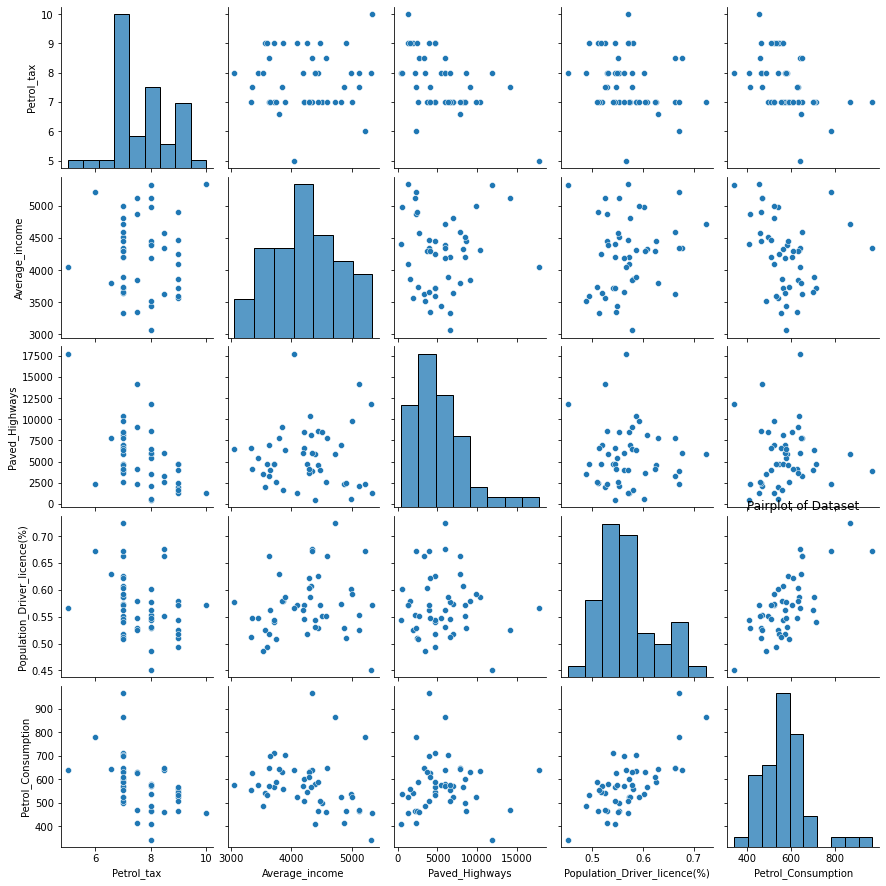 10
9
8
7
6
5
Petrol_tax
5000
4500
4000
3500
3000
Average_income
17500
15000
12500
10000
7500
5000
2500
0
Paved_Highways
Pairplot of Dataset
0.70
0.65
0.60
0.55
0.50
0.45
Population_Driver_licence(%)
900
800
700
600
500
400
Petrol_Consumption
6 8 10
3000 4000 5000
0 5000 10000 15000
0.5 0.6 0.7
400 600 800
Petrol_tax
Average_income
Paved_Highways
Population_Driver_licence(%)
Petrol_Consumption